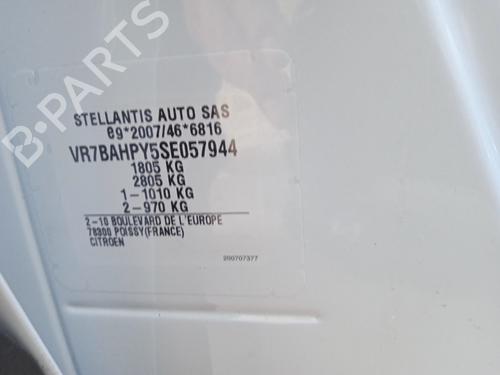 STELLANTIS AUTO SAS
e9*2007/46*6816
VR7BAHPY5SE057944
1805 KG
2805 KG
1-1010 KG
2-970 KG
2-10 BOULEVARD DE L'EUROPE
78300 POISSY(FRANCE)
CITROEN
200707377
B-PARTS